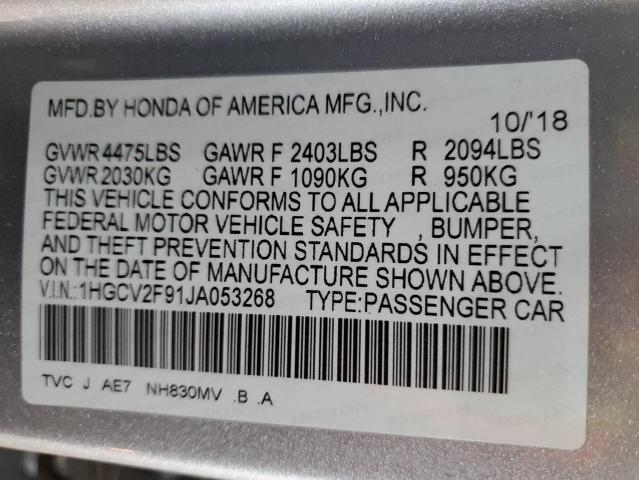 MFD.BY HONDA OF AMERICA MFG.,INC.
10/'18
GVWR 4475LBS GAWR F 2403LBS R 2094LBS
GVWR 2030KG GAWR F 1090KG R 950KG
THIS VEHICLE CONFORMS TO ALL APPLICABLE
FEDERAL MOTOR VEHICLE SAFETY , BUMPER,
AND THEFT PREVENTION STANDARDS IN EFFECT
ON THE DATE OF MANUFACTURE SHOWN ABOVE.
V.I.N.:1HGCV2F91JA053268 TYPE:PASSENGER CAR
TVC J AE7 NH830MV .B .A